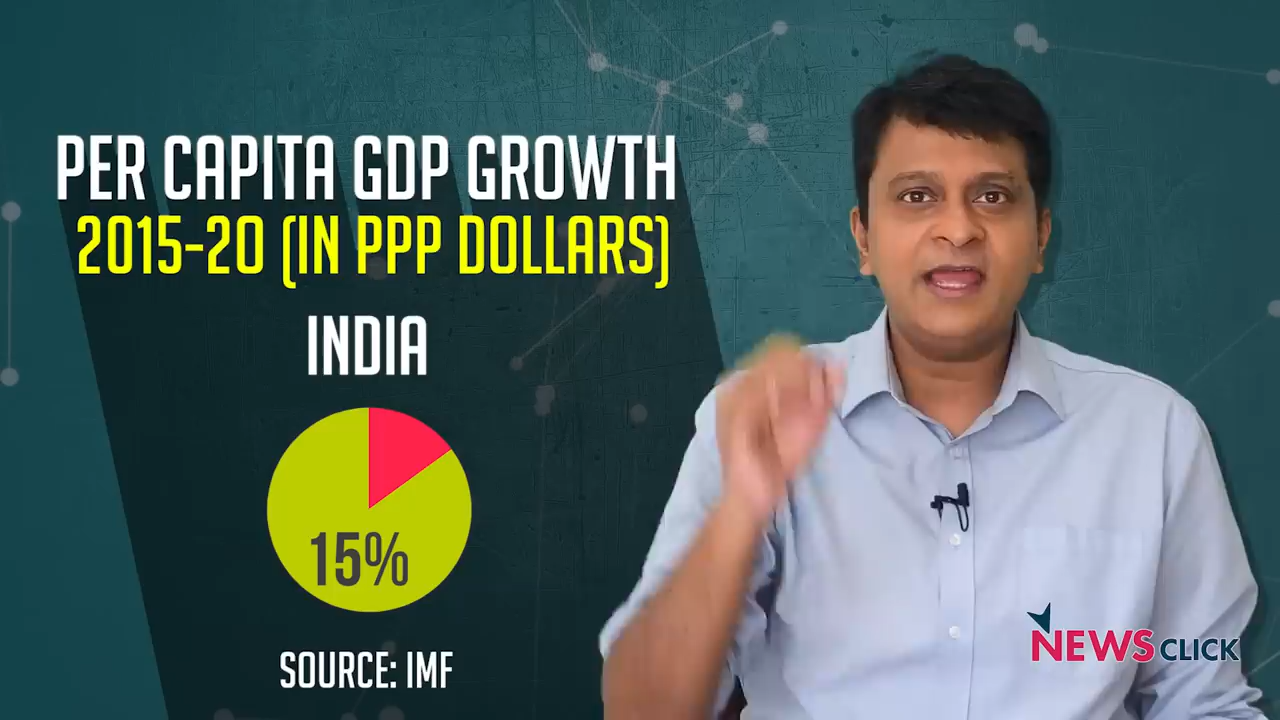 PER CAPITA GDP GROWTH
2015-20 (IN PPP DOLLARS)
INDIA
15%
SOURCE: IMF
NEWSCLICK